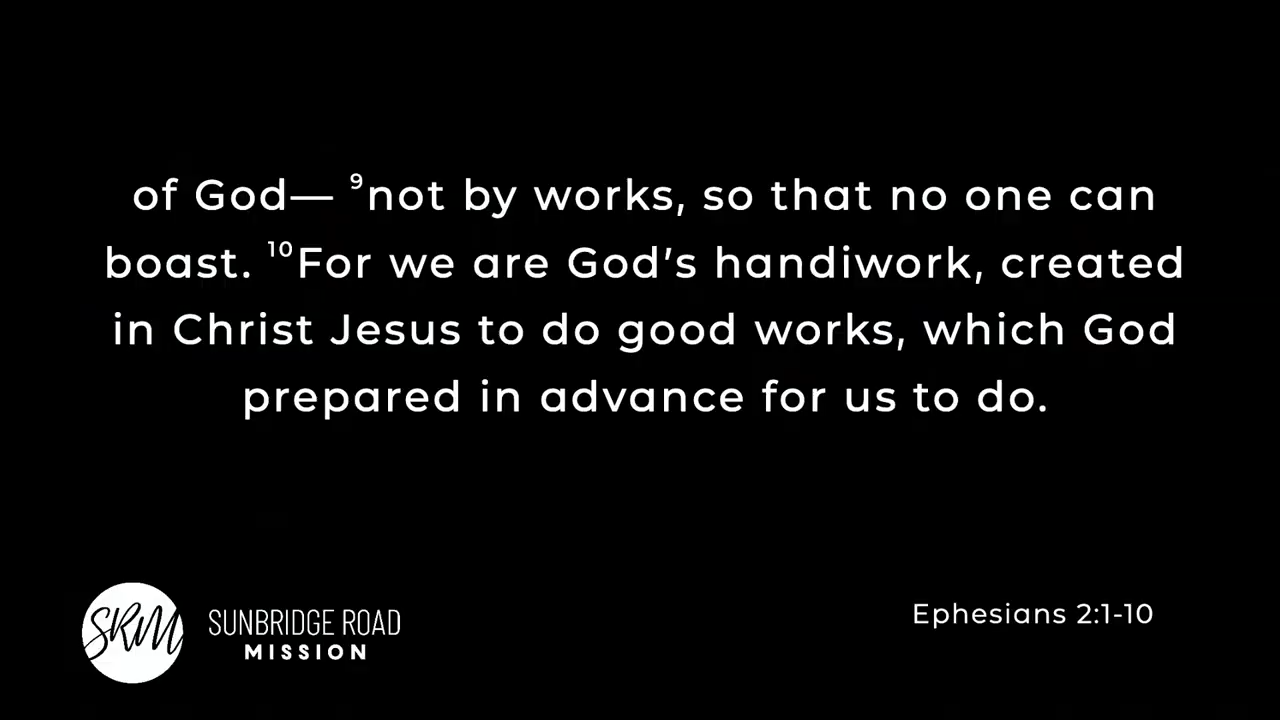 of God— ⁹not by works, so that no one can
boast. ¹⁰For we are God's handiwork, created
in Christ Jesus to do good works, which God
prepared in advance for us to do.
SRM
SUNBRIDGE ROAD
MISSION
Ephesians 2:1-10